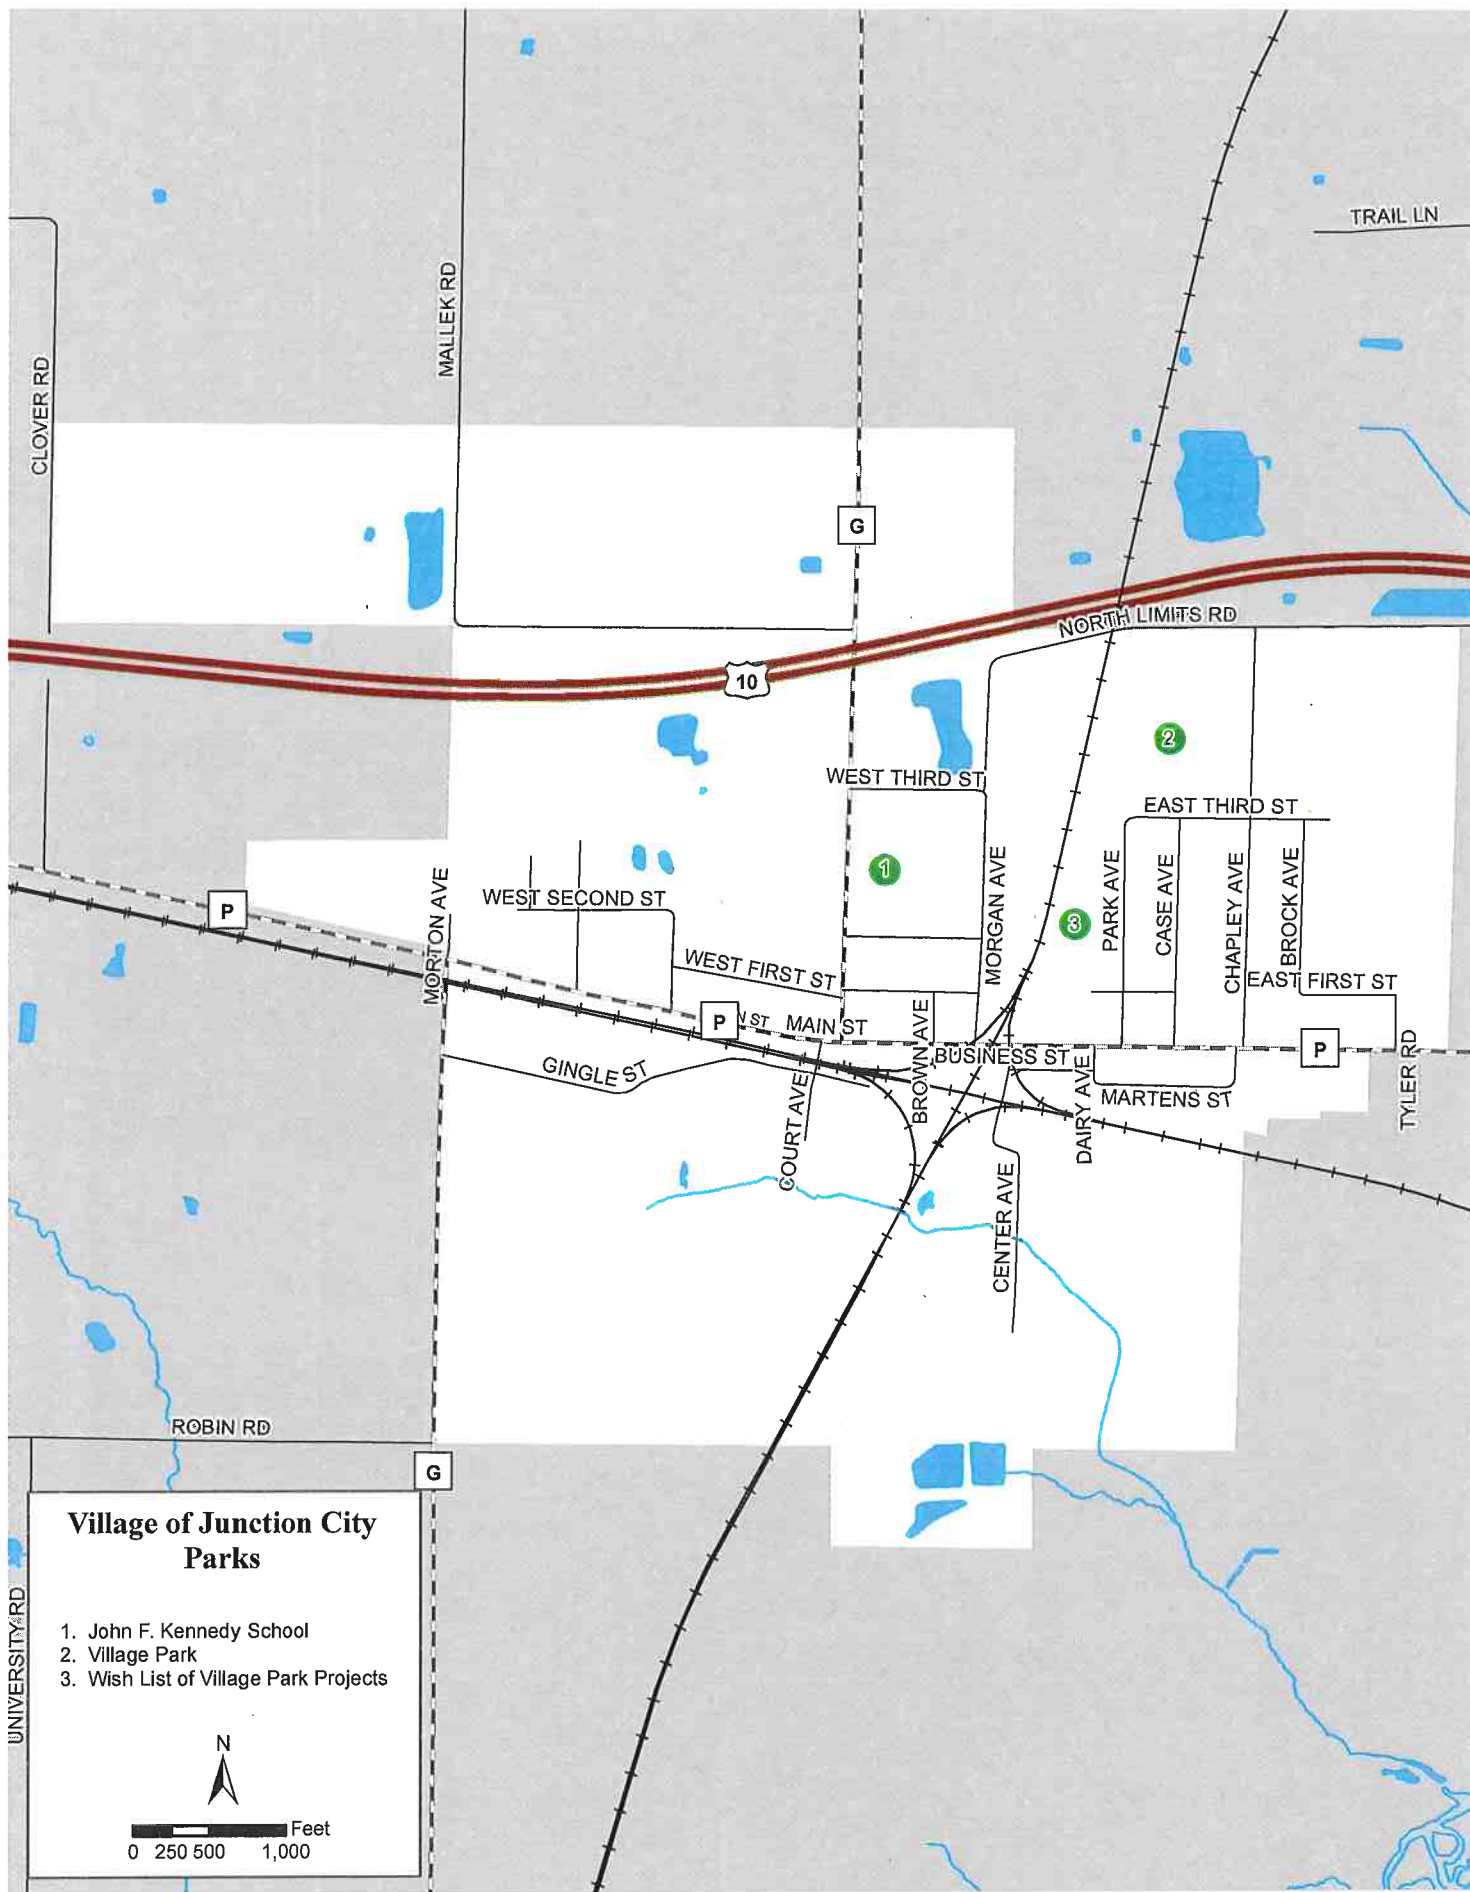 TRAIL LN
MALLEK RD
CLOVER RD
G
NORTH LIMITS RD
10
WEST THIRD ST
2
EAST THIRD ST
1
MORTON AVE
WEST SECOND ST
P
3
MORGAN AVE
PARK AVE
CASE AVE
CHAPLEY AVE
BROCK AVE
WEST FIRST ST
EAST FIRST ST
P
N ST
MAIN ST
BROWN AVE
BUSINESS ST
P
TYLER RD
GINGLE ST
COURT AVE
DAIRY AVE
MARTENS ST
CENTER AVE
ROBIN RD
G
UNIVERSITY RD
Village of Junction City
Parks
1. John F. Kennedy School
2. Village Park
3. Wish List of Village Park Projects
N
Feet
0 250 500 1,000